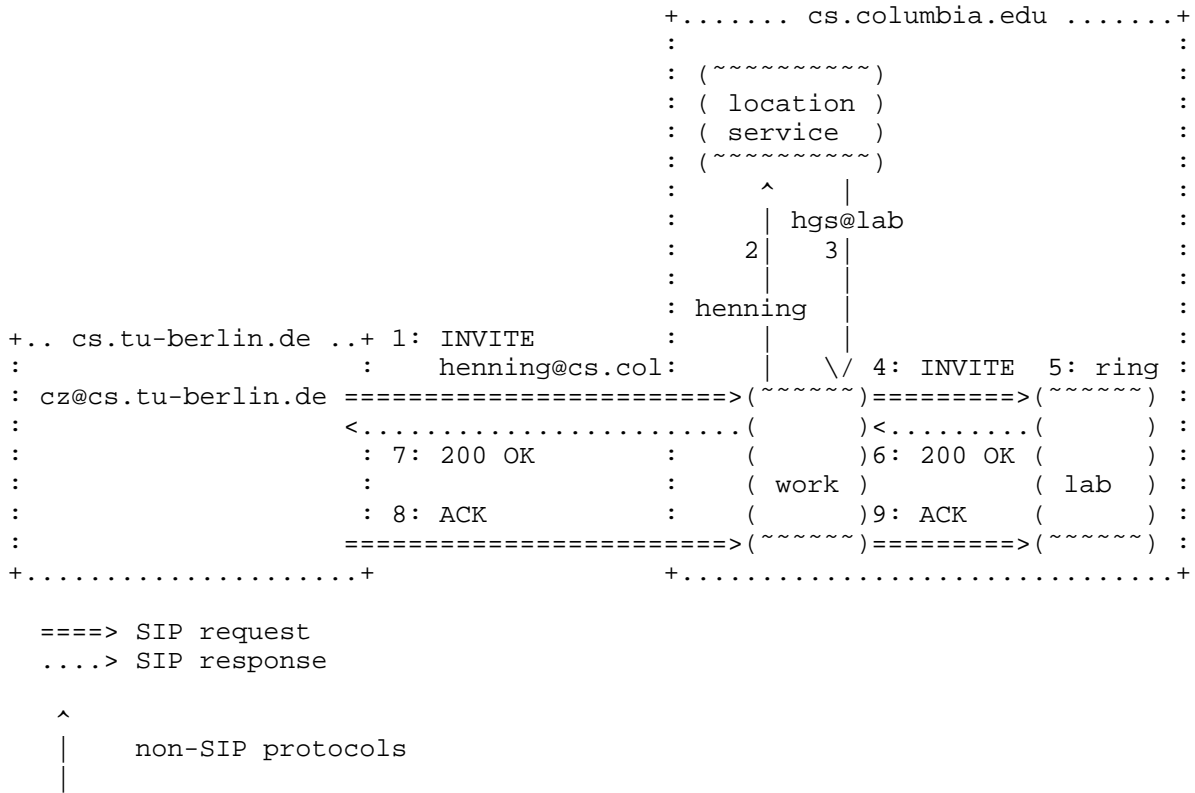 +....... cs.columbia.edu .......+
: :
: (~~~~~~~~~~) :
: ( location ) :
: ( service ) :
: (~~~~~~~~~~) :
: ^ | :
: | hgs@lab :
: 2| 3| :
: | | :
: henning | :
+.. cs.tu-berlin.de ..+ 1: INVITE : | | :
: : henning@cs.col: | \/ 4: INVITE 5: ring :
: cz@cs.tu-berlin.de ========================>(~~~~~~)=========>(~~~~~~) :
: <........................( )<.........( ) :
: : 7: 200 OK : ( )6: 200 OK ( ) :
: : : ( work ) ( lab ) :
: : 8: ACK : ( )9: ACK ( ) :
: ========================>(~~~~~~)=========>(~~~~~~) :
+.....................+ +...............................+
====> SIP request
....> SIP response
^
| non-SIP protocols
|